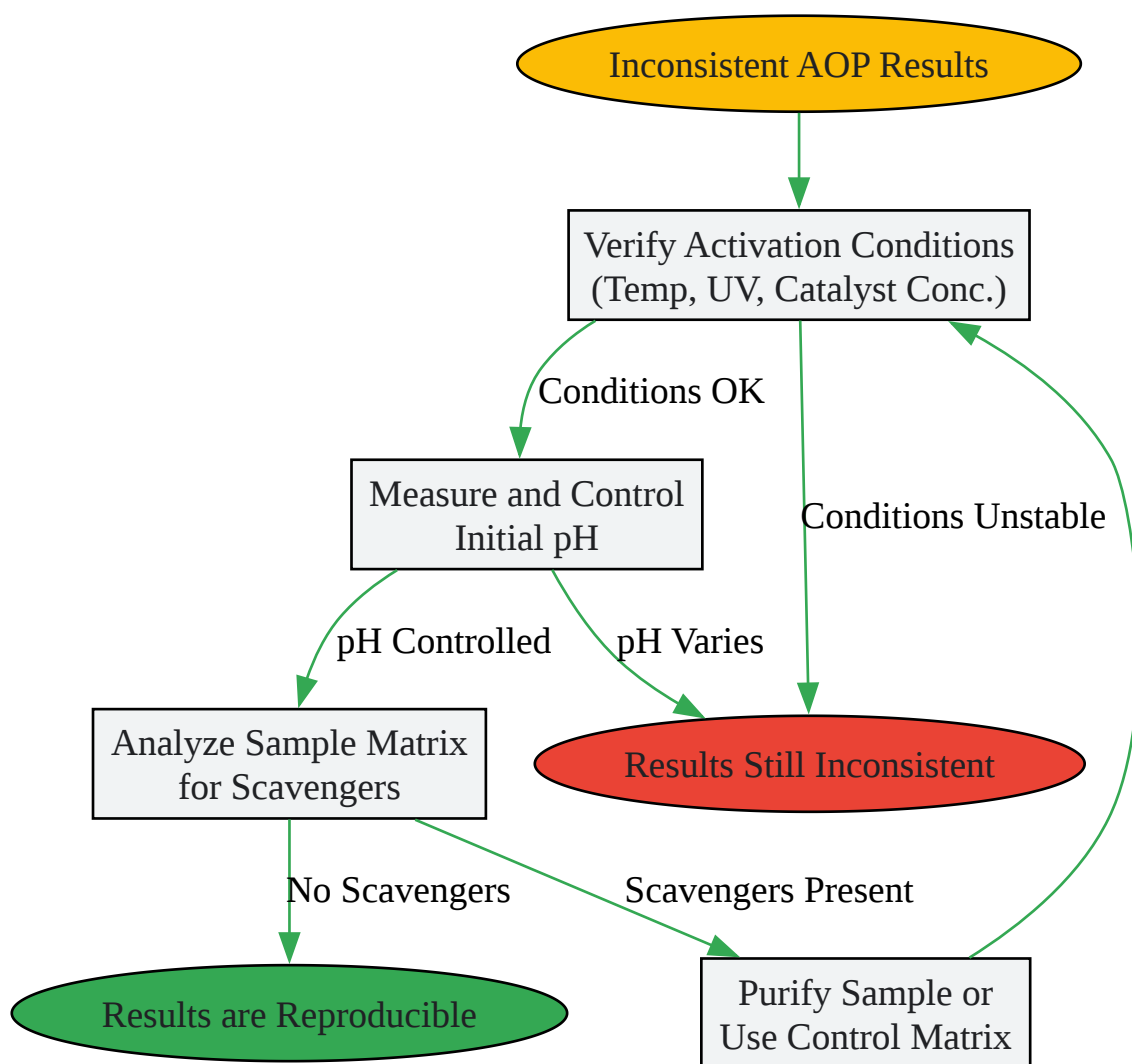 Inconsistent AOP Results
Verify Activation Conditions
(Temp, UV, Catalyst Conc.)
Conditions OK
Measure and Control
Initial pH
Conditions Unstable
pH Controlled
pH Varies
Analyze Sample Matrix
for Scavengers
Results Still Inconsistent
No Scavengers
Scavengers Present
Results are Reproducible
Purify Sample or
Use Control Matrix